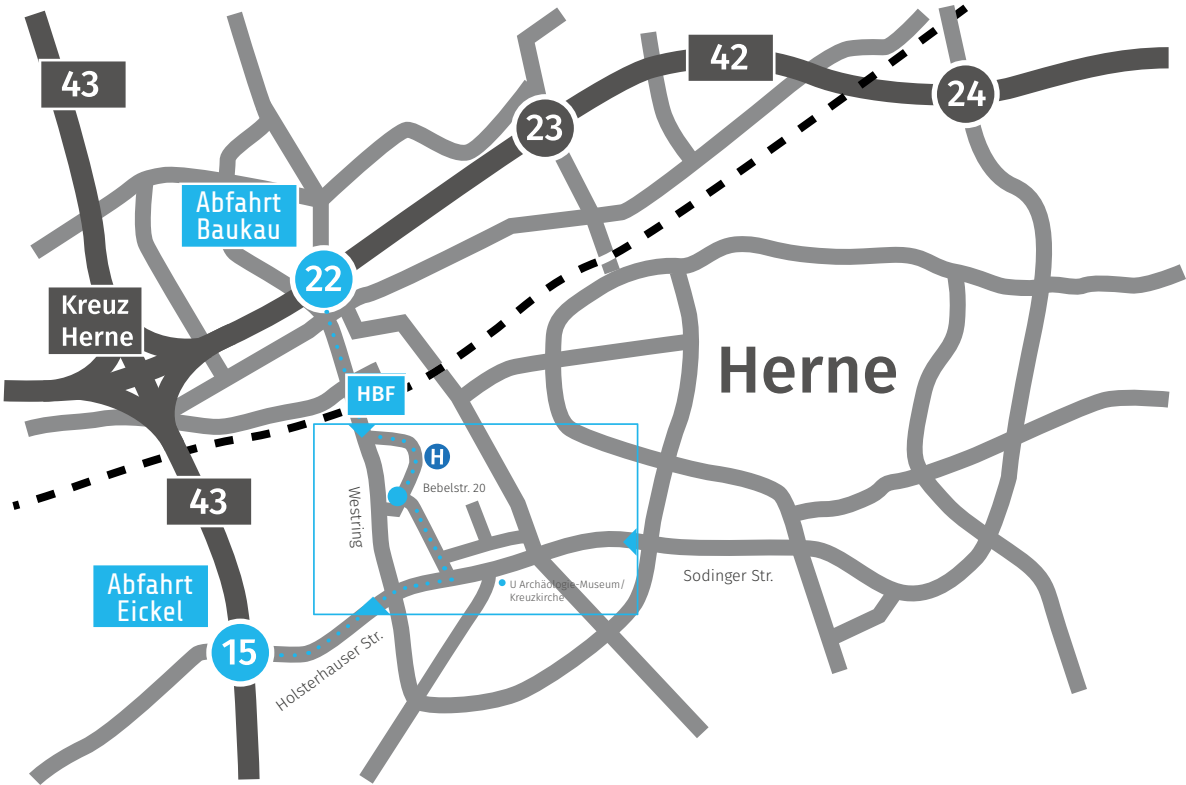 42
43
24
23
Abfahrt
Baukau
22
Kreuz
Herne
Herne
HBF
H
Bebelstr. 20
43
Westring
Abfahrt
Eickel
Sodinger Str.
U Archäologie-Museum/
Kreuzkirche
15
Holsterhauser Str.